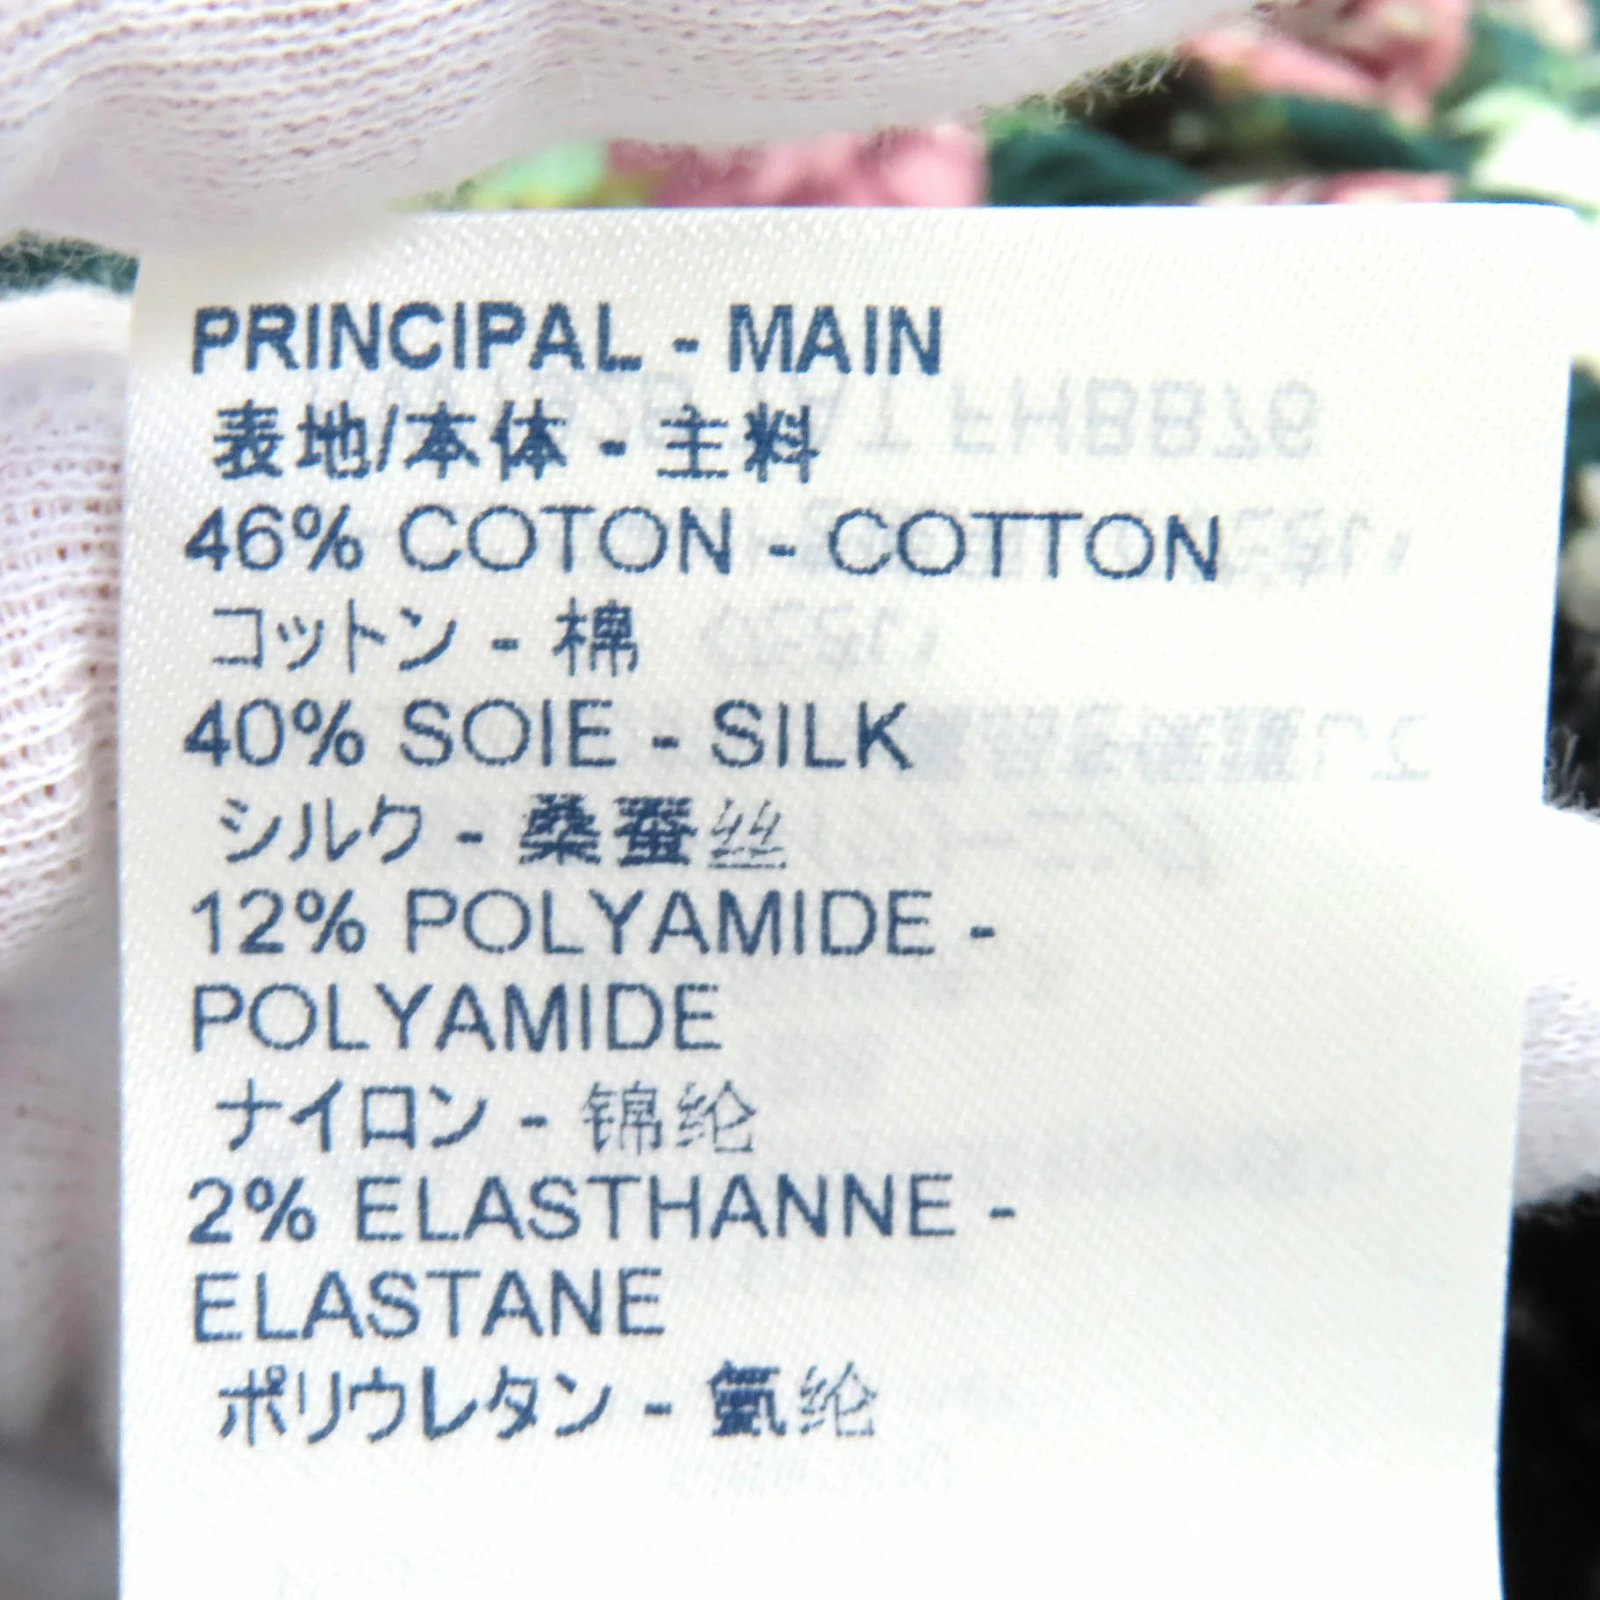 PRINCIPAL - MAIN
表地/本体 - 主料
46% COTON - COTTON
コットン - 棉
40% SOIE - SILK
シルク - 桑蚕丝
12% POLYAMIDE -
POLYAMIDE
ナイロン - 锦纶
2% ELASTHANNE -
ELASTANE
ポリウレタン - 氨纶